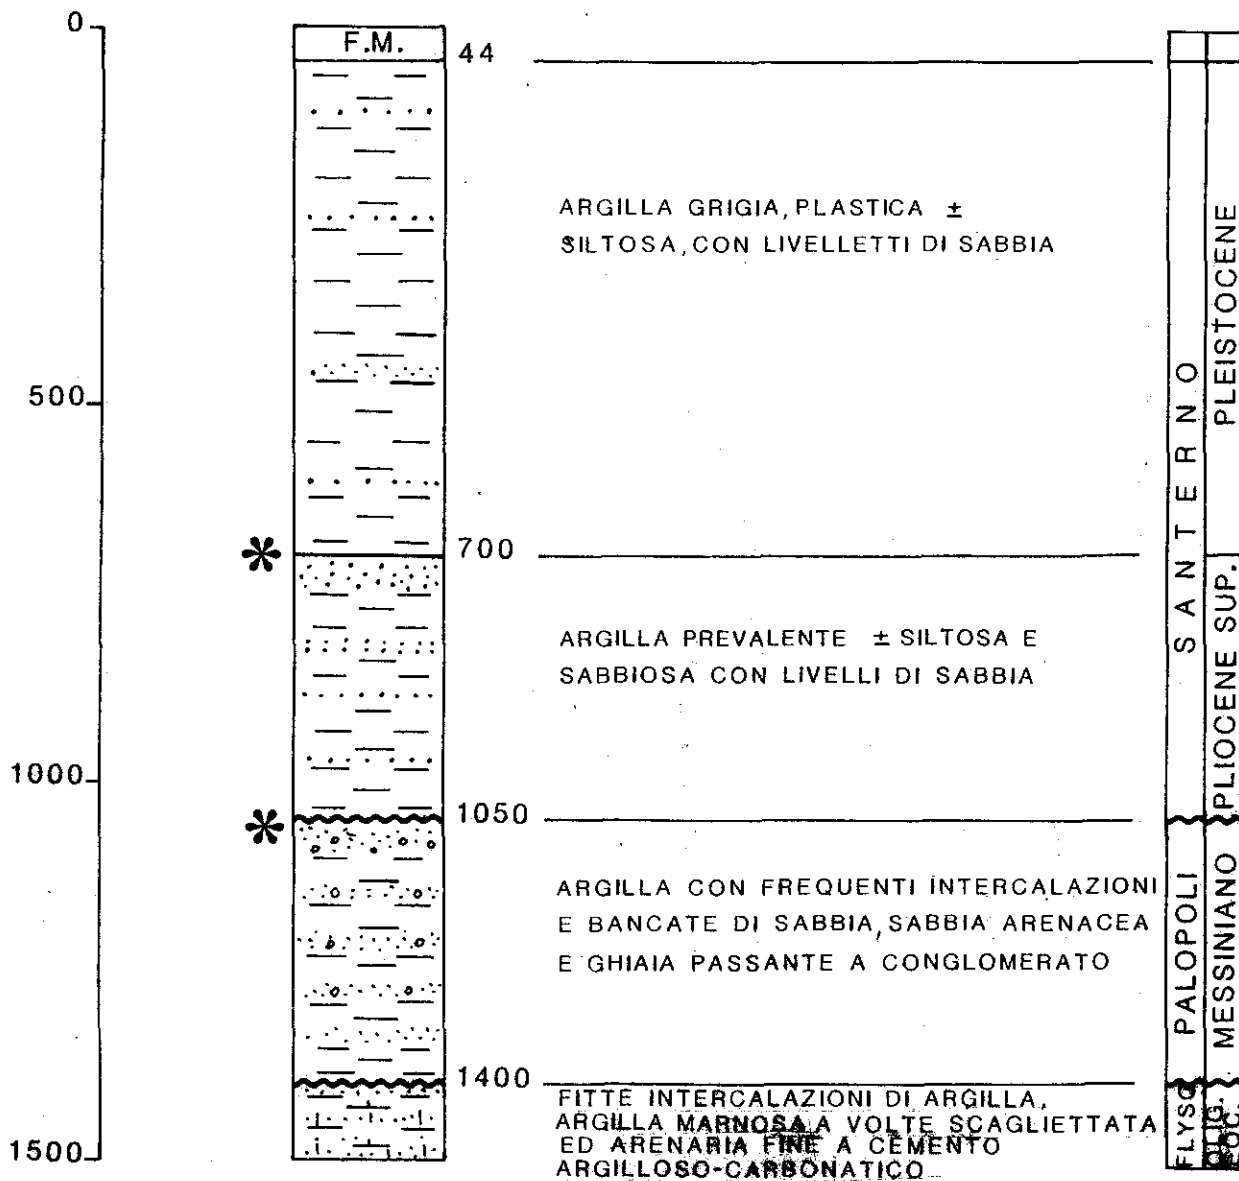 0
F.M.
44
ARGILLA GRIGIA, PLASTICA ±
SILTOSA, CON LIVELLETTI DI SABBIA
500
700
ARGILLA PREVALENTE ± SILTOSA E
SABBIOSA CON LIVELLI DI SABBIA
1000
1050
ARGILLA CON FREQUENTI INTERCALAZIONI
E BANCATE DI SABBIA, SABBIA ARENACEA
E GHIAIA PASSANTE A CONGLOMERATO
1400
FITTE INTERCALAZIONI DI ARGILLA,
ARGILLA MARNOSA A VOLTE SCAGLIETTATA
ED ARENARIA FINE A CEMENTO
ARGILLOSO-CARBONATICO
1500
SANTERNO
PALOPOLI
FLYSC
PLEISTOCENE
PLIOCENE SUP.
MESSINIANO
OLIG.
EOC.